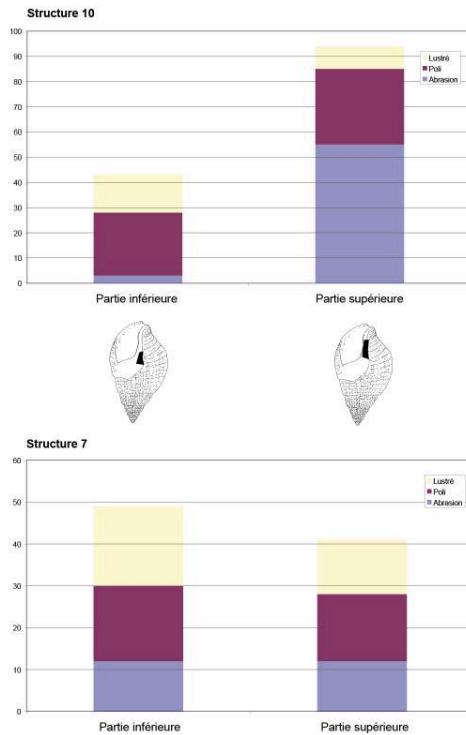 Structure 10
100
90
80
70
60
50
40
30
20
10
0
Lustré
Poli
Abrasion
Partie inférieure
Partie supérieure
Structure 7
60
50
40
30
20
10
0
Lustré
Poli
Abrasion
Partie inférieure
Partie supérieure